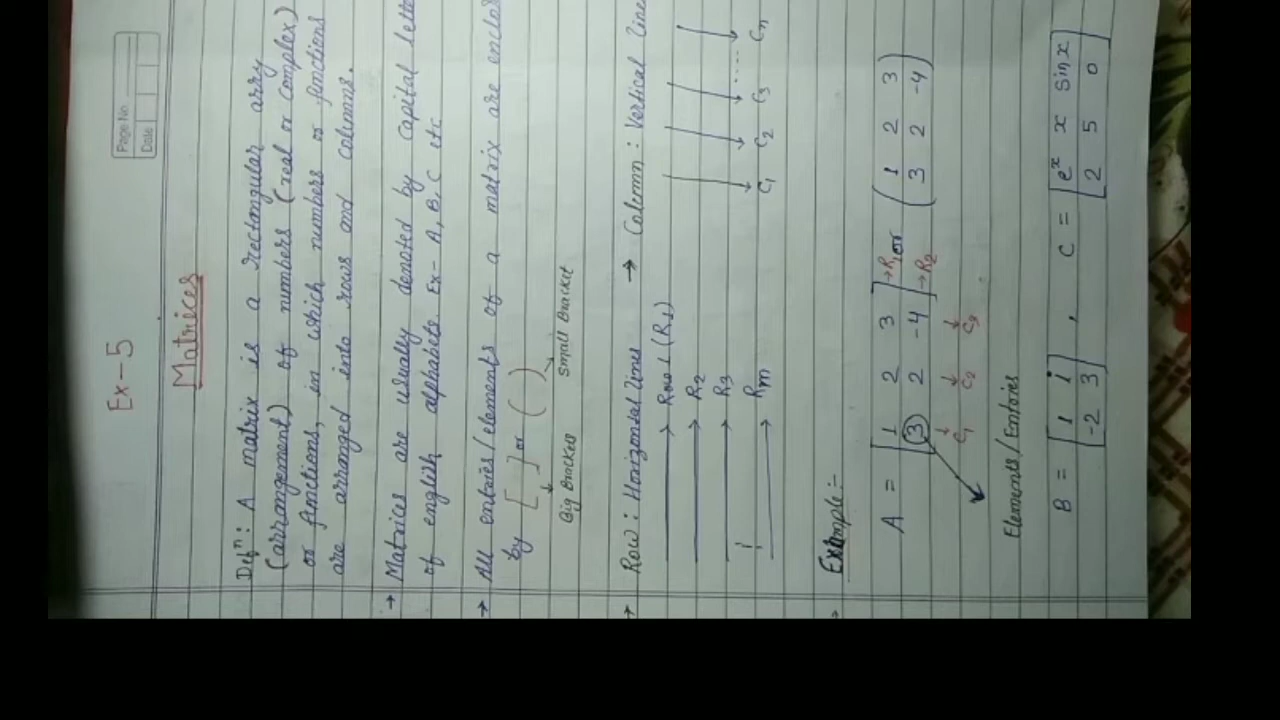 Page No.
Date
Ex-5
Matrices
Defn: A matrix is a rectangular arry
(arrangement) of numbers (real or complex)
or functions, in which numbers or functions
are arranged into rows and columns.
→ Matrices are usually denoted by capital
of english alphabets. Ex- A, B, C etc
→ All entries/elements of a matrix are
by [ ] or ( )
Big Bracket Small Bracket
→ Row: Horizontal lines → Column: Vertical line
Row 1 (R1)
R2
R3
Rm
C1 C2 C3 ..... Cn
→ Example:-
A = [1 2 3] → R1 or (1 2 3)
[3 2 -4] → R2 (3 2 -4)
C1 C2 C3
Elements/Entries
B = [1 i] , C = [e^x x sin x]
[-2 3] [2 5 0]